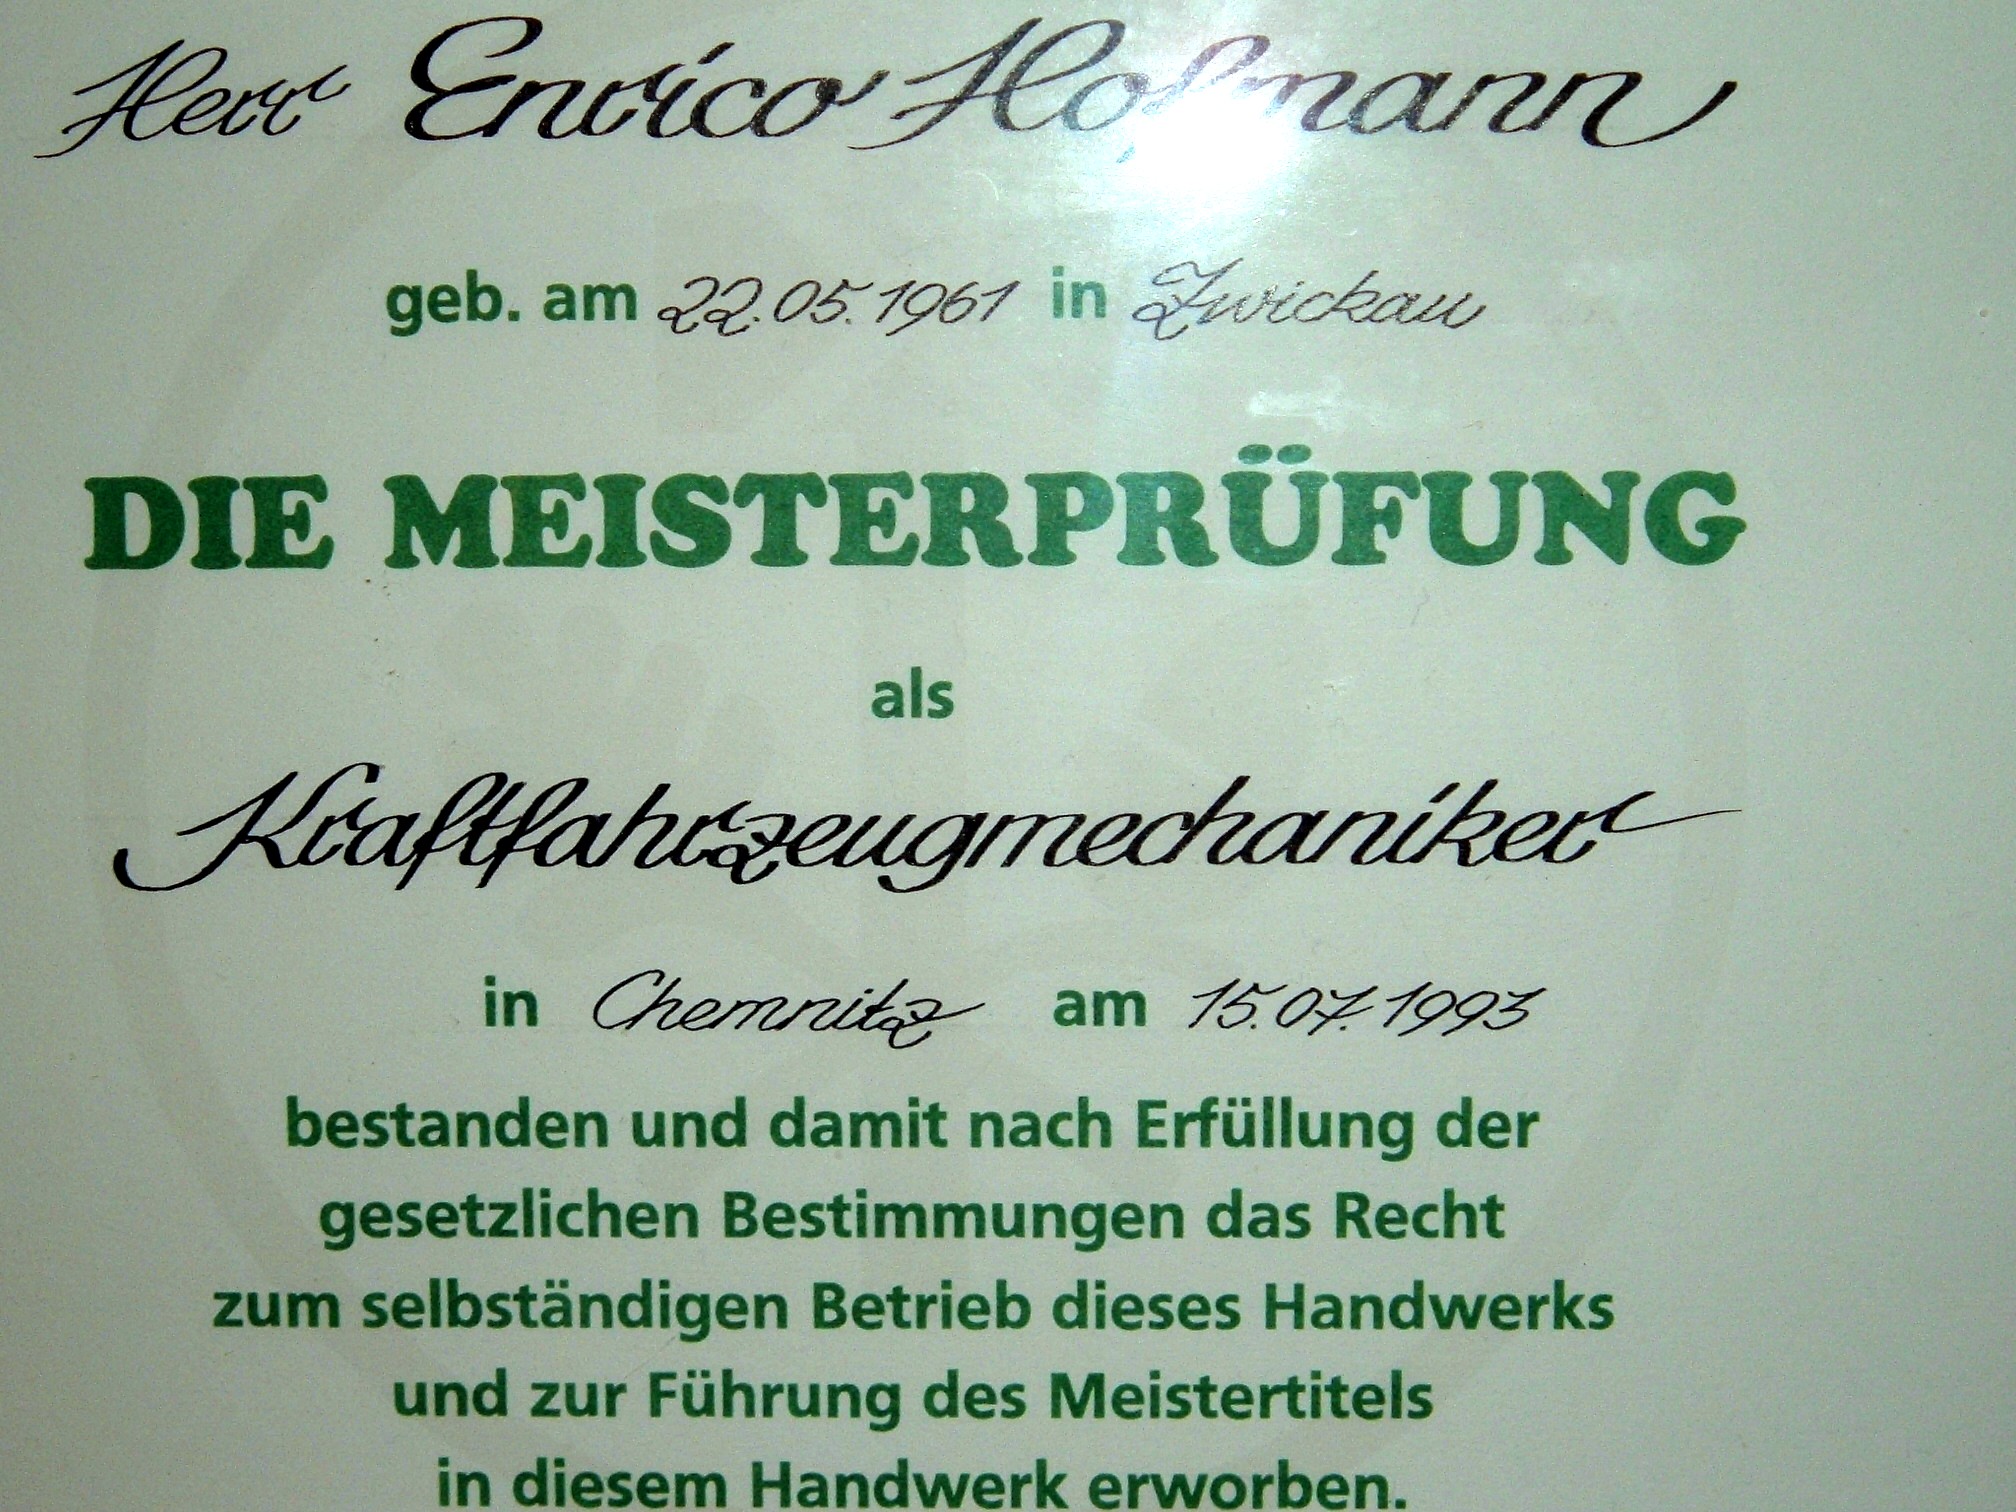 Herr Enrico Hofmann
geb. am 22.05.1961 in Zwickau
DIE MEISTERPRÜFUNG
als
Kraftfahrzeugmechaniker
in Chemnitz am 15.07.1993
bestanden und damit nach Erfüllung der
gesetzlichen Bestimmungen das Recht
zum selbständigen Betrieb dieses Handwerks
und zur Führung des Meistertitels
in diesem Handwerk erworben.